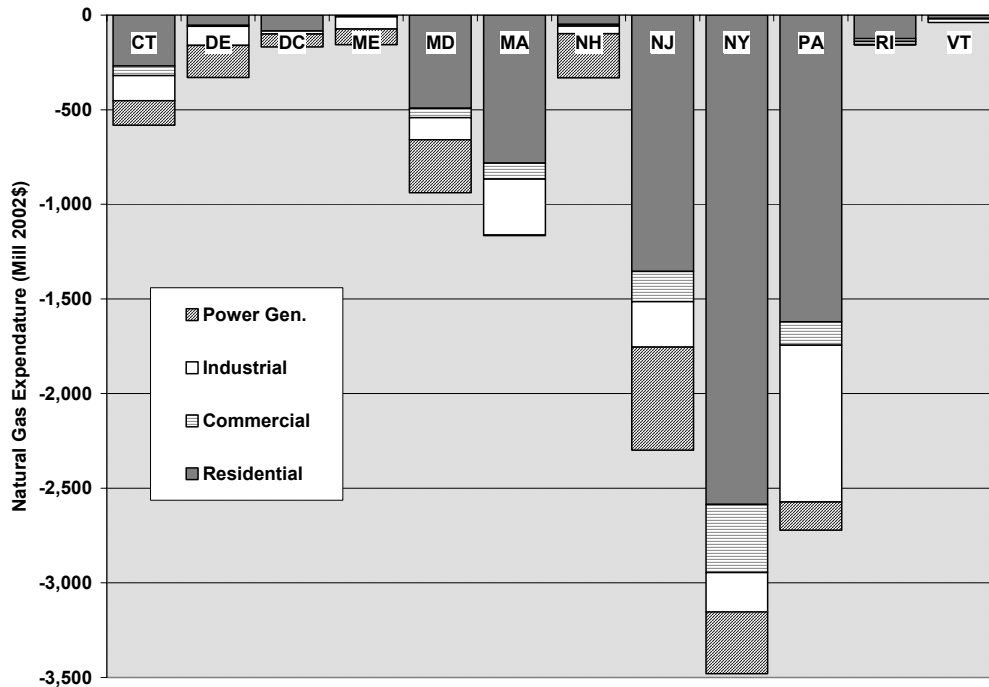 0
-500
-1,000
-1,500
-2,000
-2,500
-3,000
-3,500
Natural Gas Expendature (Mill 2002$)
CT DE DC ME MD MA NH NJ NY PA RI VT
Power Gen.
Industrial
Commercial
Residential